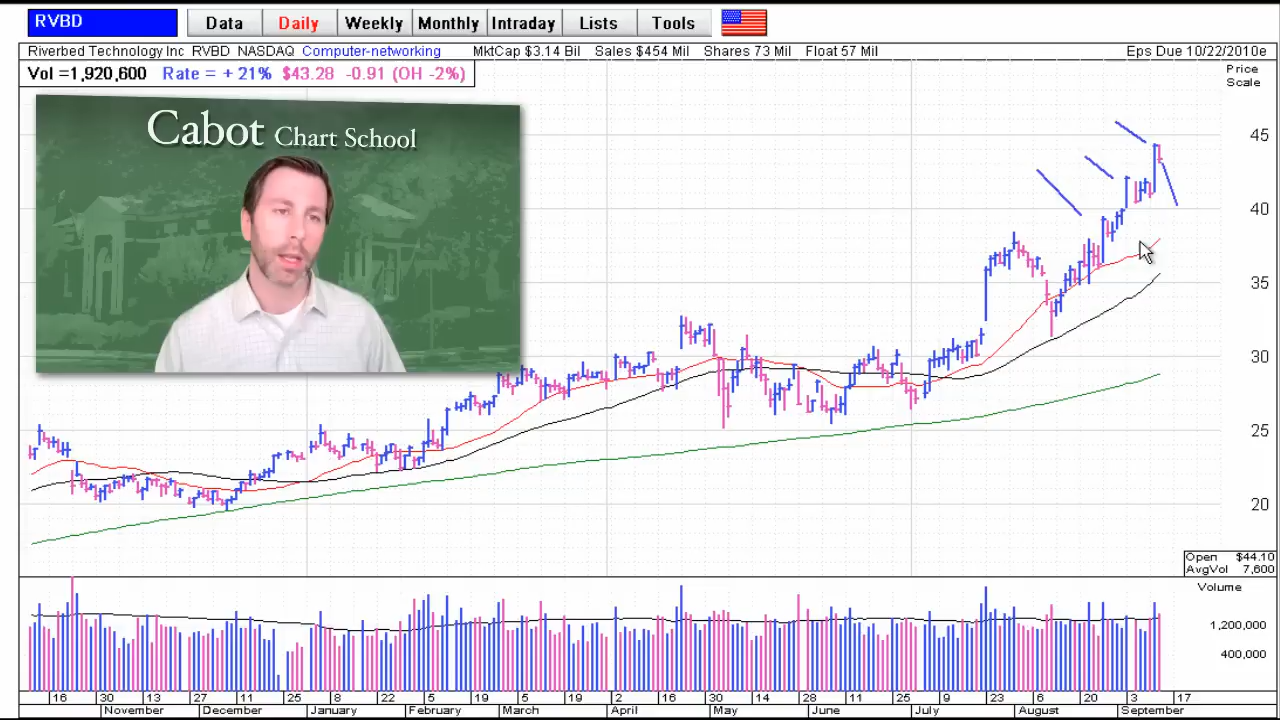 RVBD Data Daily Weekly Monthly Intraday Lists Tools
Riverbed Technology Inc RVBD NASDAQ Computer-networking MktCap $3.14 Bil Sales $454 Mil Shares 73 Mil Float 57 Mil Eps Due 10/22/2010e
Vol =1,920,600 Rate = + 21% $43.28 -0.91 (OH -2%)
Price
Scale
Cabot Chart School
45
40
35
30
25
20
Open $44.10
AvgVol 7,600
Volume
1,200,000
400,000
16 30 13 27 11 25 8 22 5 19 5 19 2 16 30 14 28 11 25 9 23 6 20 3 17
November December January February March April May June July August September